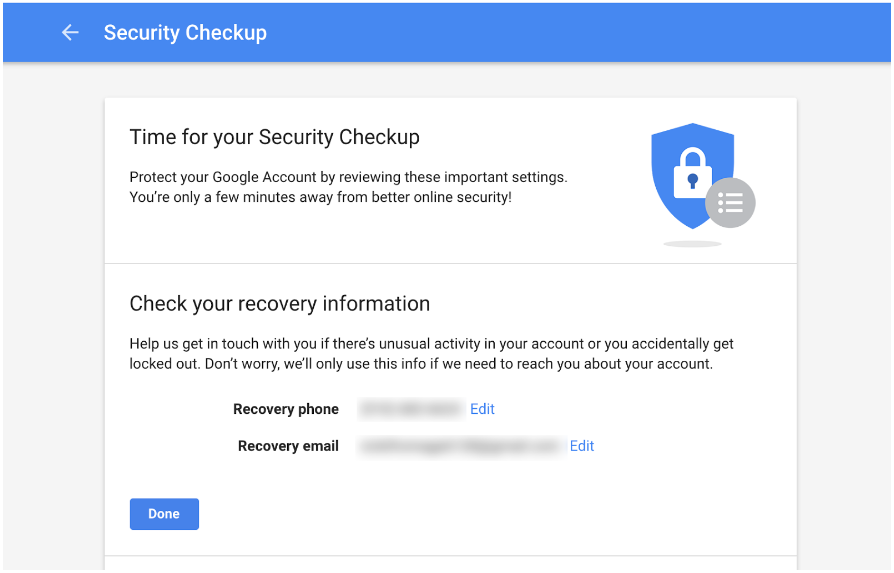 Security Checkup
Time for your Security Checkup
Protect your Google Account by reviewing these important settings.
You’re only a few minutes away from better online security!
Check your recovery information
Help us get in touch with you if there’s unusual activity in your account or you accidentally get
locked out. Don’t worry, we’ll only use this info if we need to reach you about your account.
Recovery phone Edit
Recovery email Edit
Done